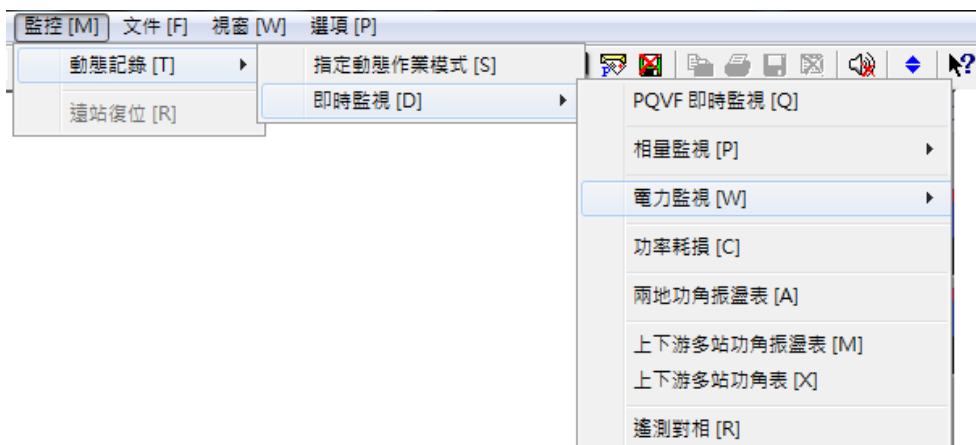 監控 [M] 文件 [F] 視窗 [W] 選項 [P]
動態記錄 [T]
遠站復位 [R]
指定動態作業模式 [S]
即時監視 [D]
PQVF 即時監視 [Q]
相量監視 [P]
電力監視 [W]
功率耗損 [C]
兩地功角振盪表 [A]
上下游多站功角振盪表 [M]
上下游多站功角表 [X]
遙測對相 [R]